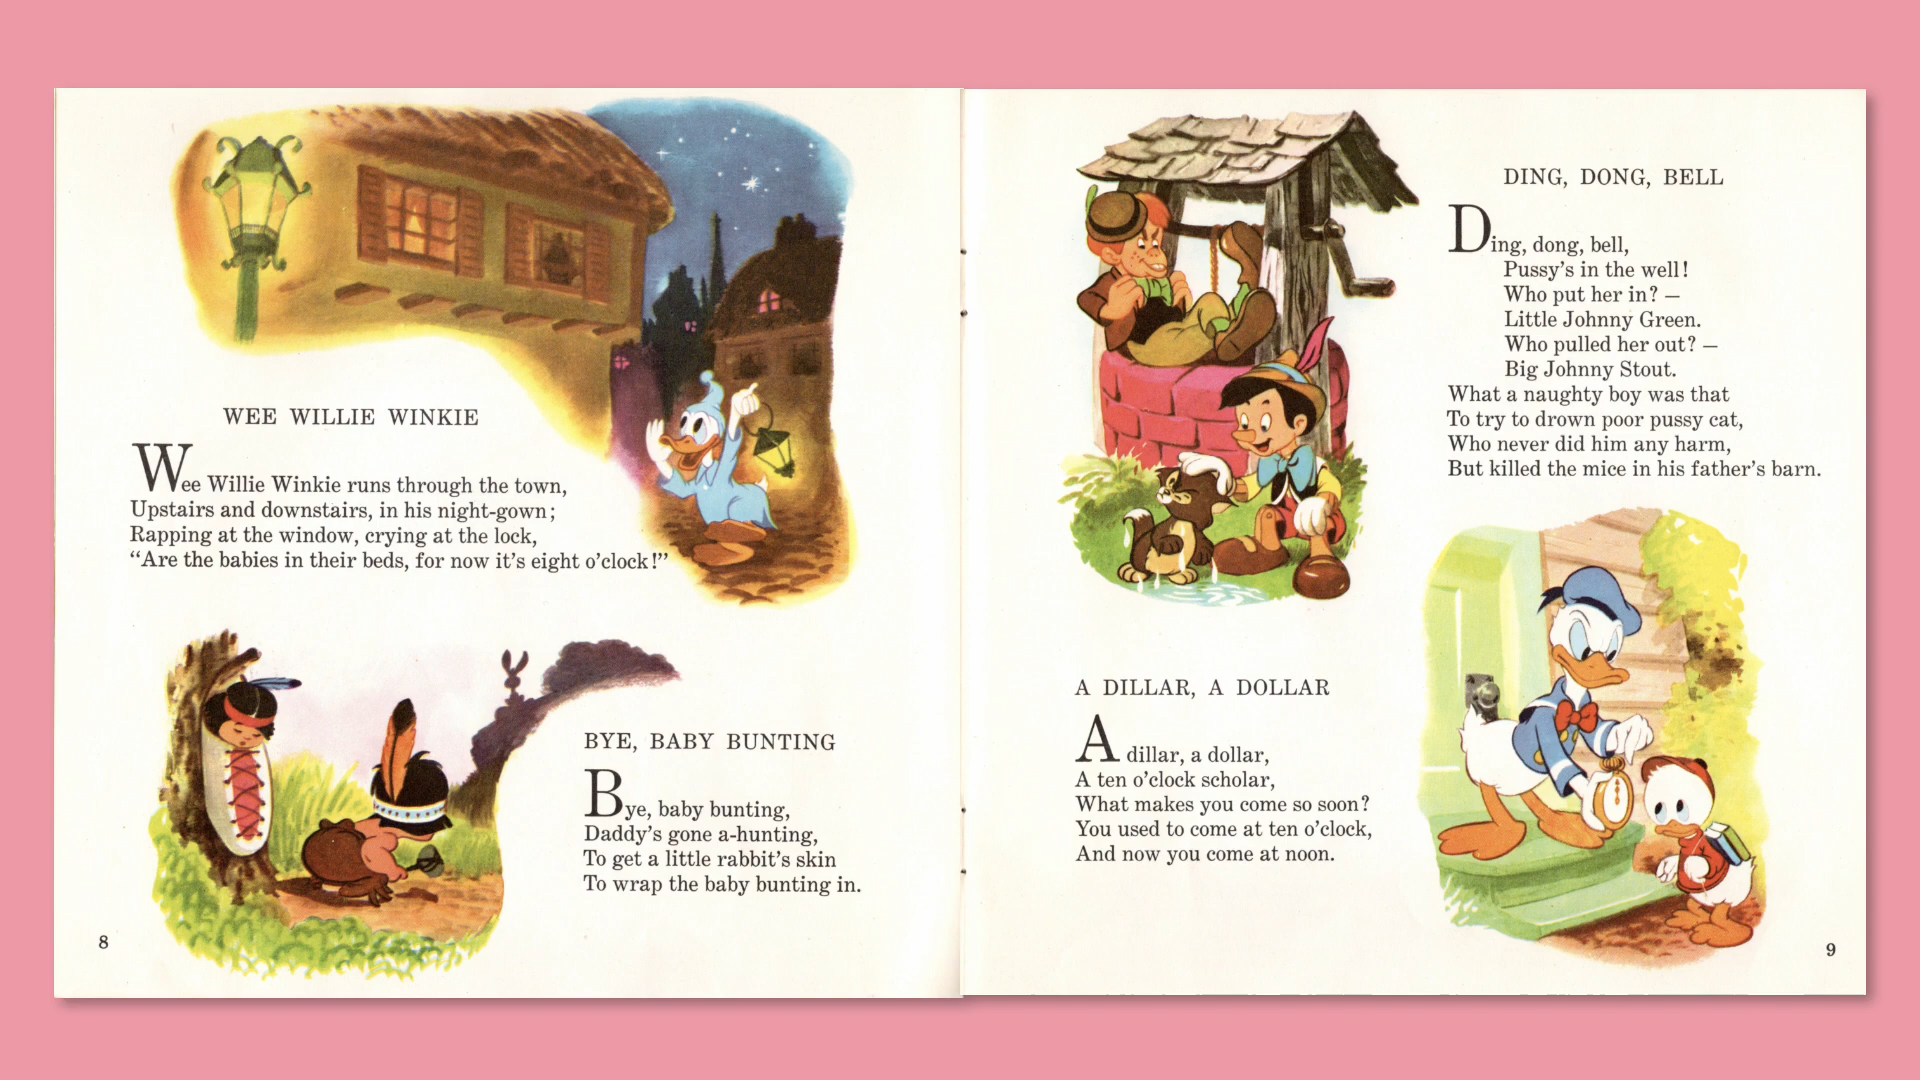 WEE WILLIE WINKIE
Wee Willie Winkie runs through the town,
Upstairs and downstairs, in his night-gown;
Rapping at the window, crying at the lock,
“Are the babies in their beds, for now it’s eight o’clock!”
BYE, BABY BUNTING
Bye, baby bunting,
Daddy’s gone a-hunting,
To get a little rabbit’s skin
To wrap the baby bunting in.
8
DING, DONG, BELL
Ding, dong, bell,
Pussy’s in the well!
Who put her in? —
Little Johnny Green.
Who pulled her out? —
Big Johnny Stout.
What a naughty boy was that
To try to drown poor pussy cat,
Who never did him any harm,
But killed the mice in his father’s barn.
A DILLAR, A DOLLAR
A dillar, a dollar,
A ten o’clock scholar,
What makes you come so soon?
You used to come at ten o’clock,
And now you come at noon.
9